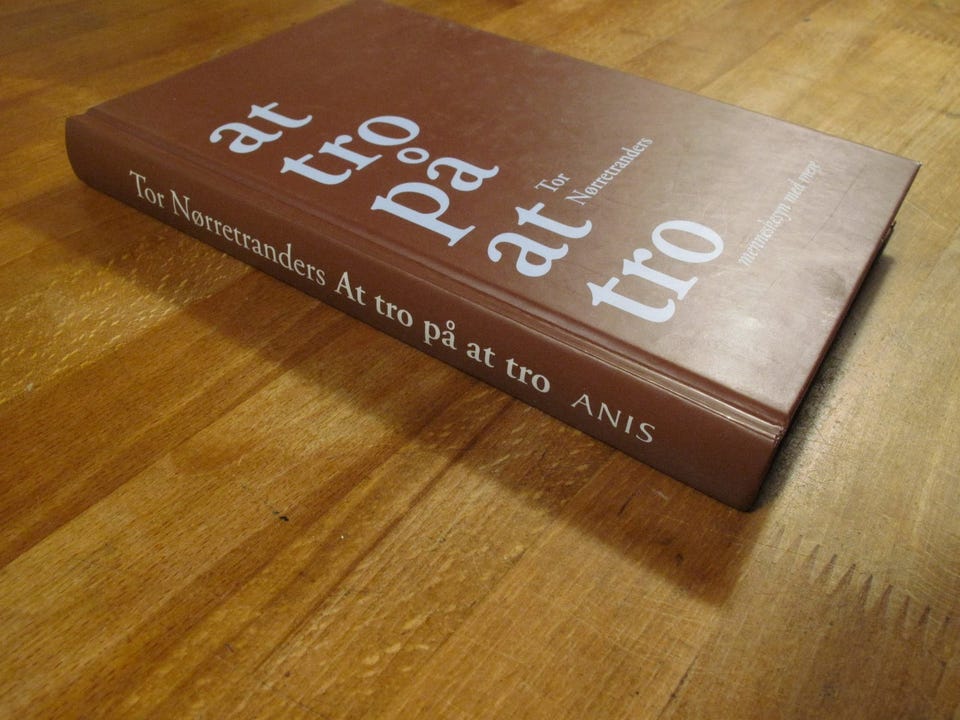 at
tro
på
at
tro
Tor
Nørretranders
menneskesyn med mere
Tor Nørretranders At tro på at tro ANIS